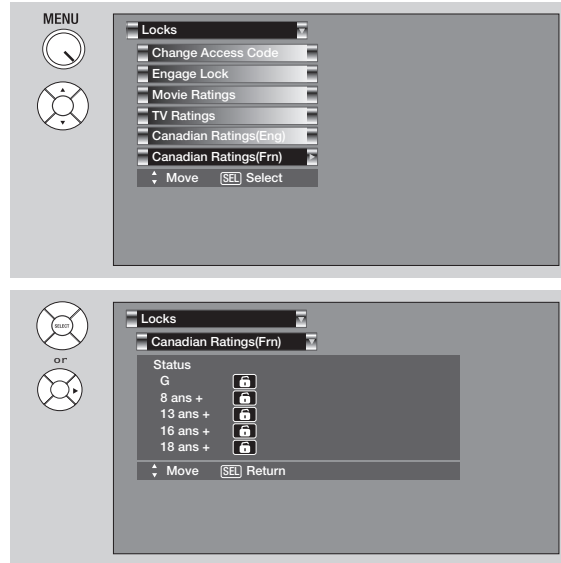 MENU
Locks
Change Access Code
Engage Lock
Movie Ratings
TV Ratings
Canadian Ratings(Eng)
Canadian Ratings(Frn)
Move SEL Select
SELECT
or
Locks
Canadian Ratings(Frn)
Status
G
8 ans +
13 ans +
16 ans +
18 ans +
Move SEL Return